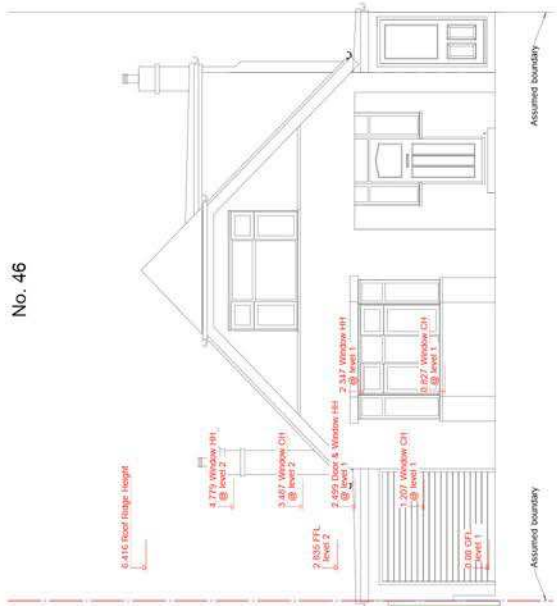 No. 46
6.416 Roof Ridge Height
4.779 Window HH
@ level 2
3.467 Window CH
@ level 2
2.835 FFL
level 2
2.499 Door & Window HH
@ level 1
2.347 Window HH
@ level 1
1.207 Window CH
@ level 1
0.827 Window CH
@ level 1
0.00 GFL
level 1
Assumed boundary
Assumed boundary